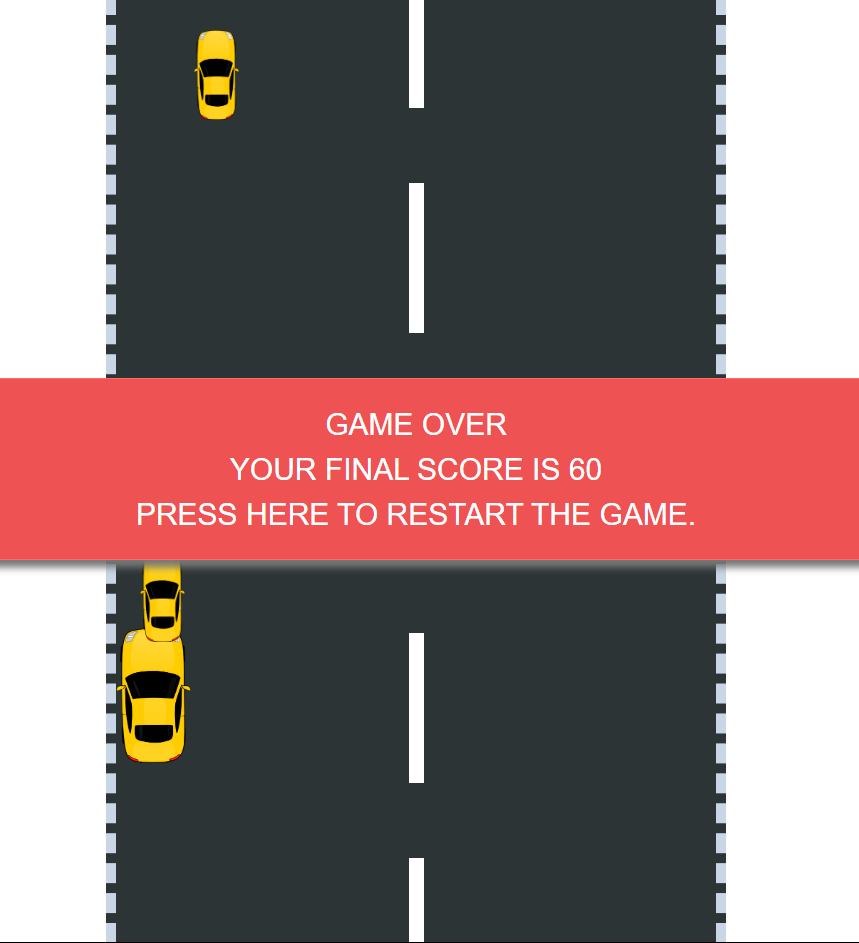 GAME OVER
YOUR FINAL SCORE IS 60
PRESS HERE TO RESTART THE GAME.